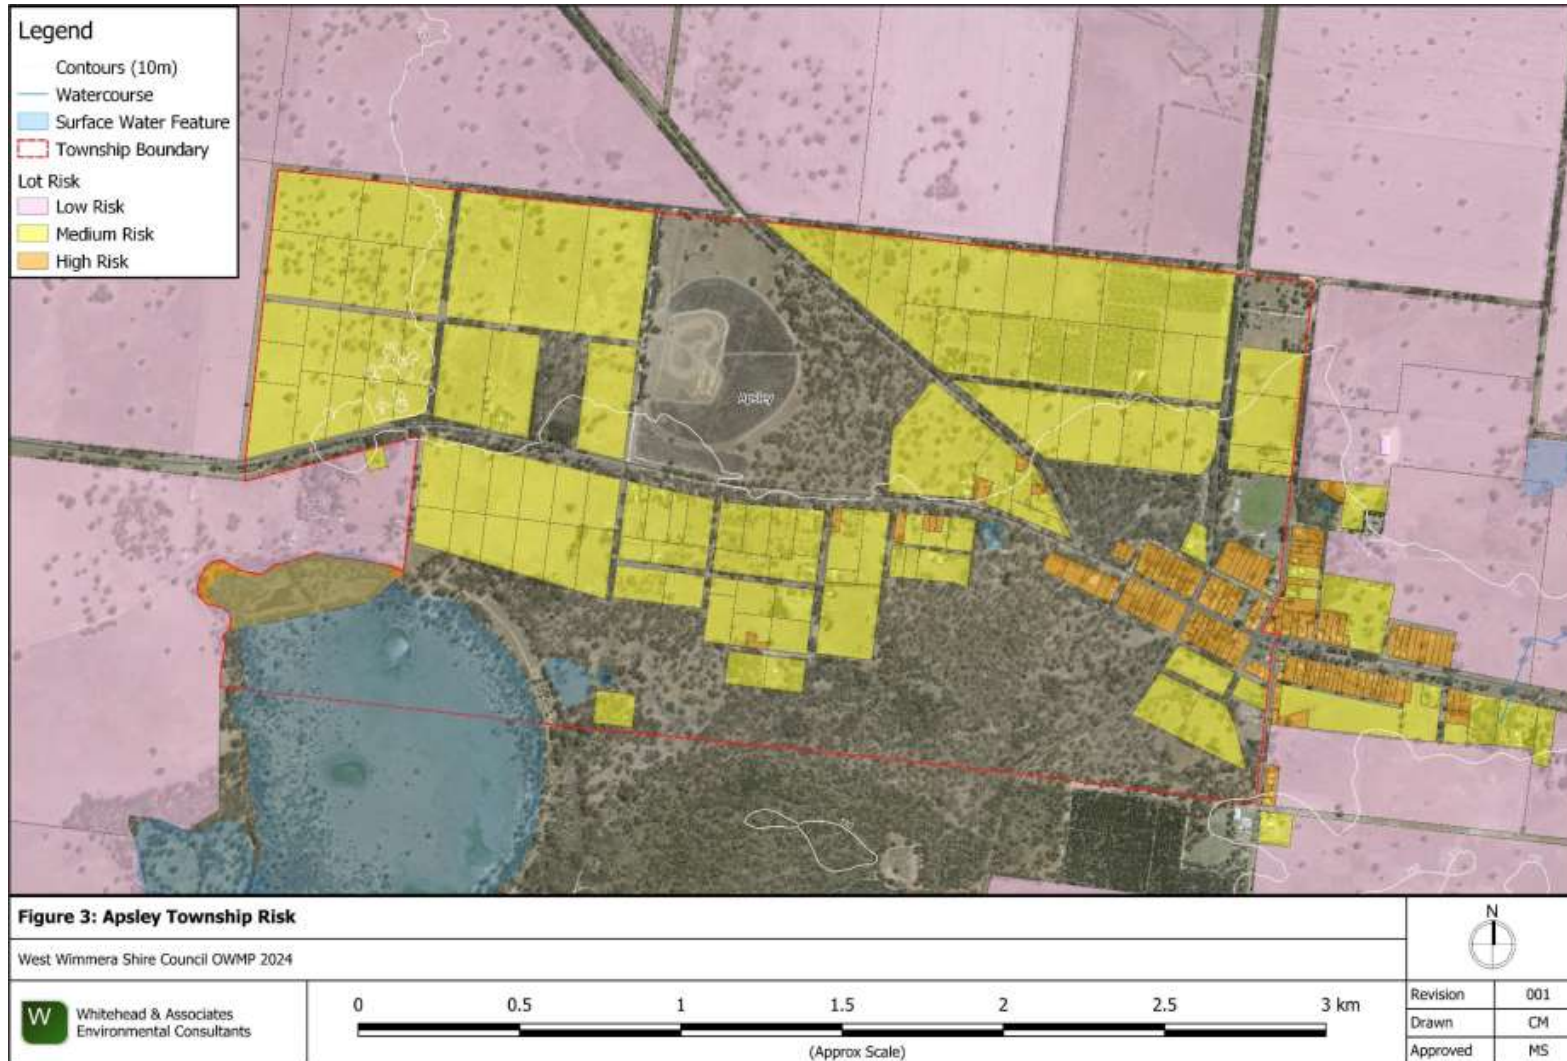 Legend
Contours (10m)
Watercourse
Surface Water Feature
Township Boundary
Lot Risk
Low Risk
Medium Risk
High Risk
Apsley
Figure 3: Apsley Township Risk
West Wimmera Shire Council OWMP 2024
N
W
Whitehead & Associates
Environmental Consultants
0 0.5 1 1.5 2 2.5 3 km
(Approx Scale)
Revision 001
Drawn CM
Approved MS